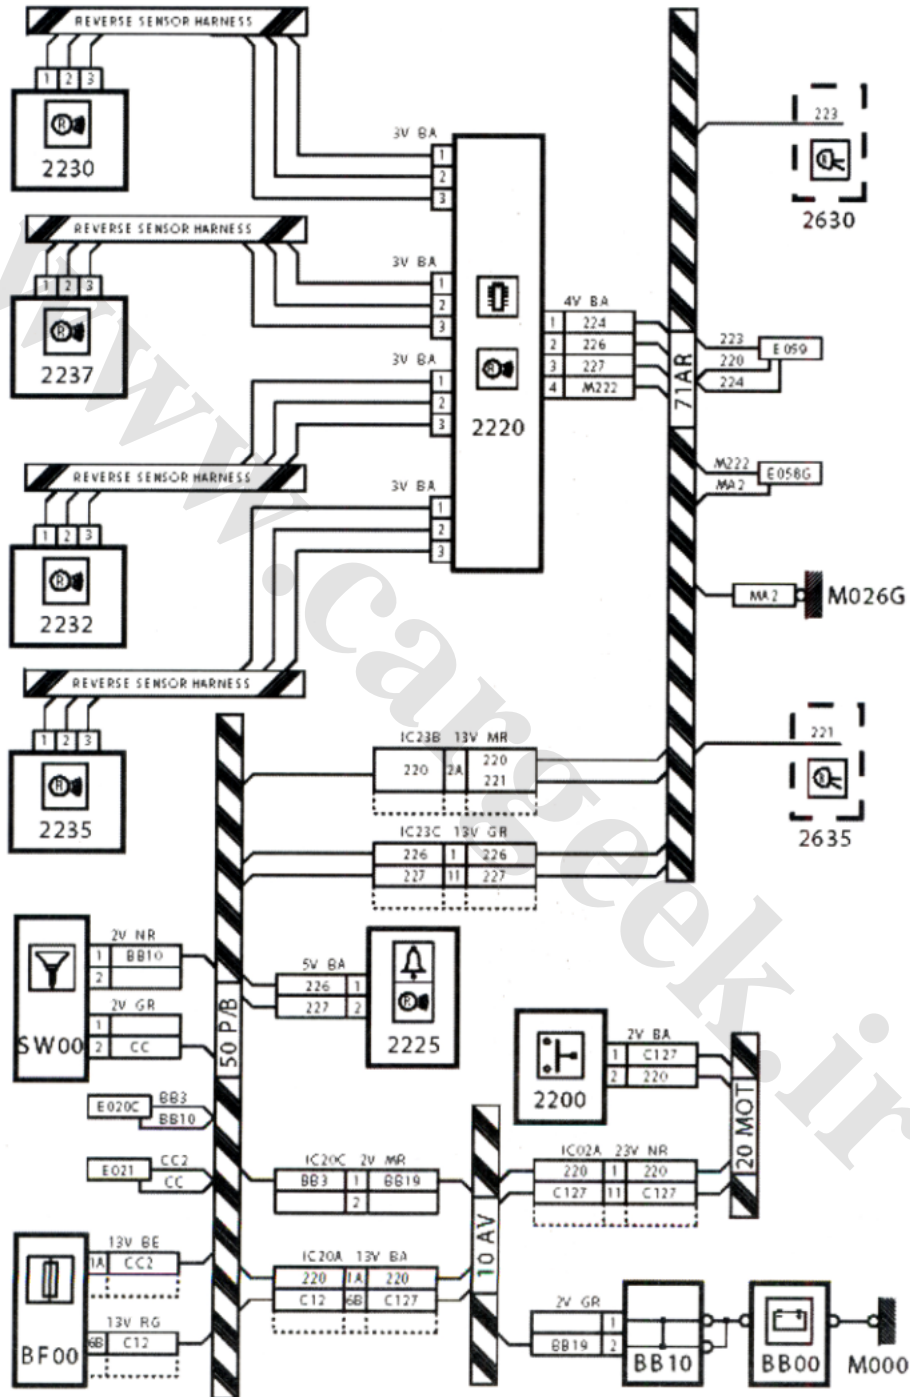 REVERSE SENSOR HARNESS
1 2 3
2230
3V BA
1
2
3
223
2630
REVERSE SENSOR HARNESS
1 2 3
2237
3V BA
1
2
3
3V BA
1
2
3
2220
4V BA
1 224
2 226
3 227
4 M222
71AR
223
220
224
E059
M222
MA2
E058G
REVERSE SENSOR HARNESS
1 2 3
2232
3V BA
1
2
3
MA2
M026G
REVERSE SENSOR HARNESS
1 2 3
2235
IC23B 13V MR
220 2A 220
221
221
2635
IC23C 13V GR
226 1 226
227 11 227
SW00
2V NR
1 BB10
2
2V GR
1
2 CC
50 P/B
5V BA
226 1
227 2
2225
2200
2V BA
1 C127
2 220
20 MOT
E020C
BB3
BB10
E021
CC2
CC
IC20C 2V MR
BB3 1 BB19
2
10 AV
IC02A 23V NR
220 1 220
C127 11 C127
BF00
13V BE
1A CC2
13V RG
6B C12
IC20A 13V BA
220 1A 220
C12 6B C127
2V GR
1
BB19 2
BB10
BB00
M000
www.cargeek.ir